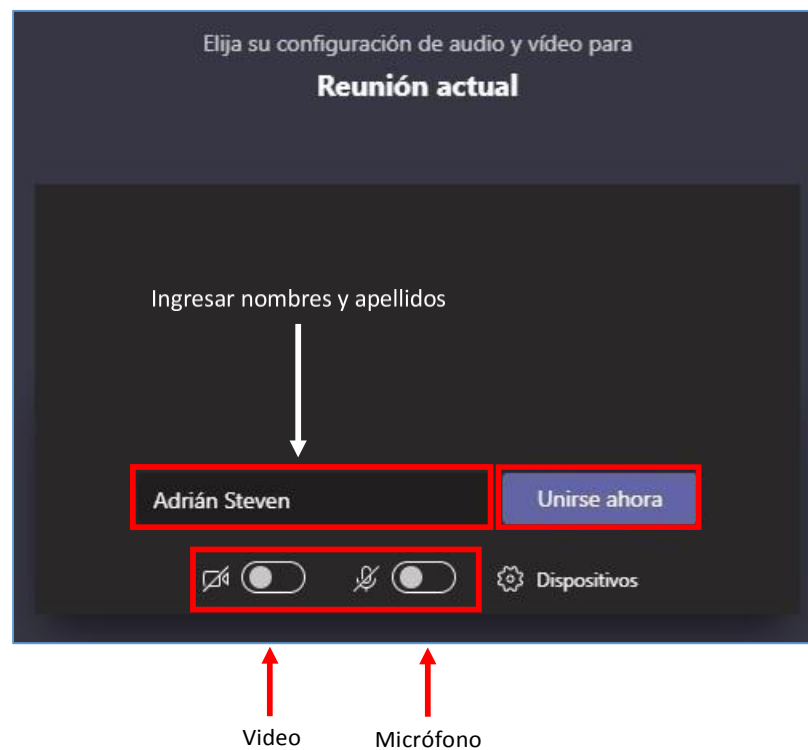 Elija su configuración de audio y vídeo para
Reunión actual
Ingresar nombres y apellidos
Adrián Steven
Unirse ahora
Dispositivos
Video
Micrófono